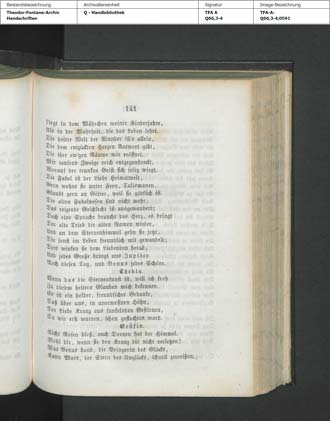 Bestandsbezeichnung
Theodor-Fontane-Archiv
Handschriften
Archivalieneinheit
Q - Handbibliothek
Signatur
TFA A
Q66,3-4
Image-Bezeichnung
TFA-A-
Q66,3-4,0591
141
Liegt in dem Mährchen meiner Kinderjahre,
Als in der Wahrheit, die das Leben lehrt.
Die heitre Welt der Wunder ist's allein,
Die dem entzückten Herzen Antwort gibt,
Die ihre ew'gen Räume mir eröffnet,
Mir tausend Zweige reich entgegenstreckt,
Worauf der trunkne Geist sich selig wiegt.
Die Fabel ist der Liebe Heimatwelt,
Gern wohnt sie unter Feen, Talismanen,
Glaubt gern an Götter, weil sie göttlich ist.
Die alten Fabelwesen sind nicht mehr,
Das reizende Geschlecht ist ausgewandert;
Doch eine Sprache braucht das Herz, es bringt
Der alte Trieb die alten Namen wieder,
Und an dem Sternenhimmel gehn sie jetzt,
Die sonst im Leben freundlich mit gewandelt;
Dort winken sie dem Liebenden herab,
Und jedes Große bringt uns Jupiter
Noch diesen Tag, und Venus jedes Schöne.
Thekla.
Wenn das die Sternenkunst ist, will ich froh
Zu diesem heitern Glauben mich bekennen.
Es ist ein holder, freundlicher Gedanke,
Daß über uns, in unermeßnen Höhn,
Der Liebe Kranz aus funkelnden Gestirnen,
Da wir erst wurden, schon geflochten ward.
Gräfin.
Nicht Rosen bloß, auch Dornen hat der Himmel.
Wohl dir, wenn sie den Kranz dir nicht verletzen!
Was Venus band, die Bringerin des Glücks,
Kann Mars, der Stern des Unglücks, schnell zerreißen.